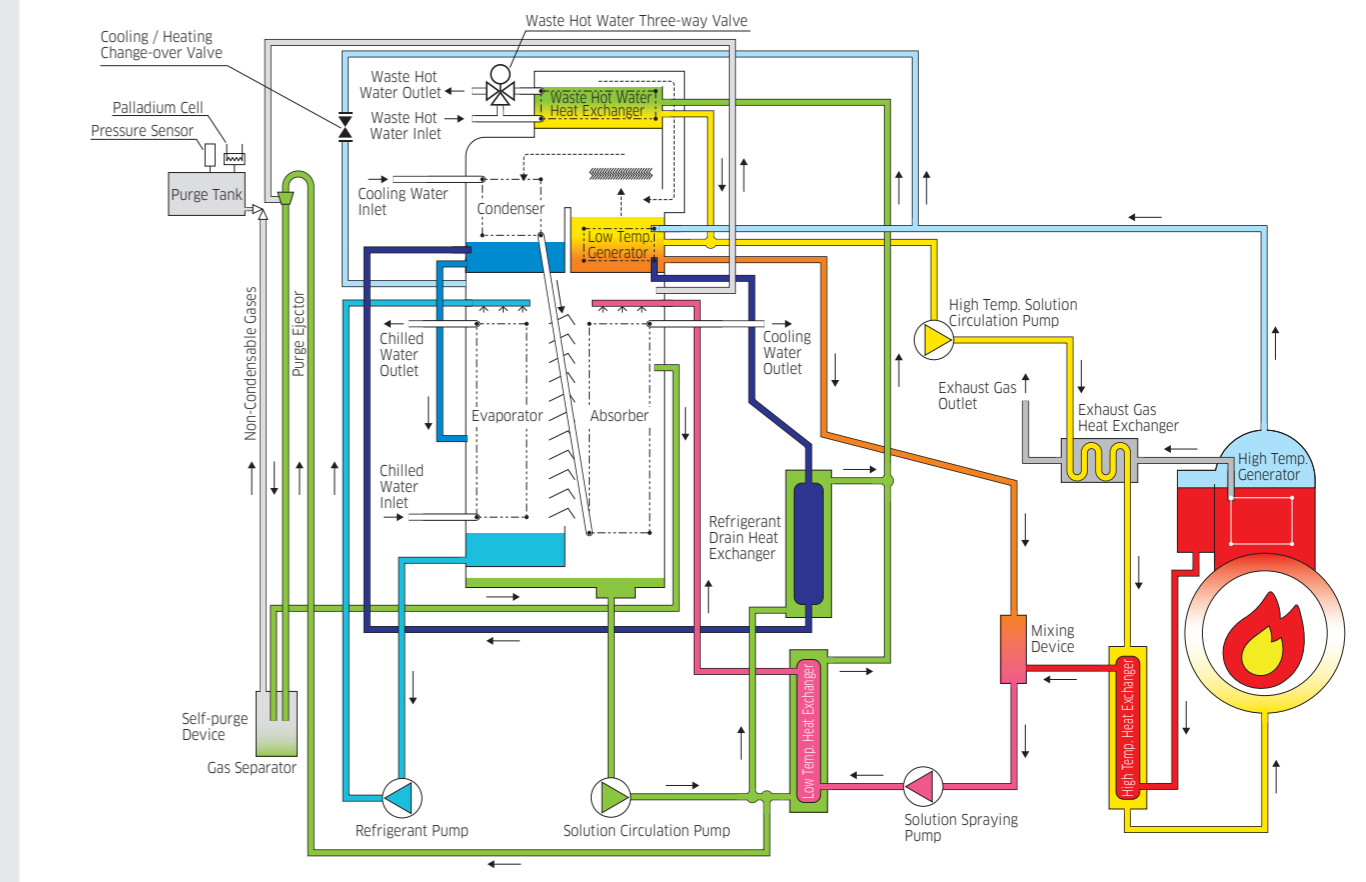 Waste Hot Water Three-way Valve
Cooling / Heating
Change-over Valve
Waste Hot
Water Outlet
Waste Hot Water
Heat Exchanger
Palladium Cell
Pressure Sensor
Waste Hot
Water Inlet
Purge Tank
Cooling Water
Inlet
Condenser
Low Temp.
Generator
Non-Condensable Gases
Purge Ejector
High Temp. Solution
Circulation Pump
Chilled
Water
Outlet
Cooling
Water
Outlet
Exhaust Gas
Outlet
Exhaust Gas
Heat Exchanger
Evaporator
Absorber
High Temp.
Generator
Chilled
Water
Inlet
Refrigerant
Drain Heat
Exchanger
Mixing
Device
Low Temp. Heat Exchanger
High Temp. Heat Exchanger
Self-purge
Device
Gas Separator
Refrigerant Pump
Solution Circulation Pump
Solution Spraying
Pump